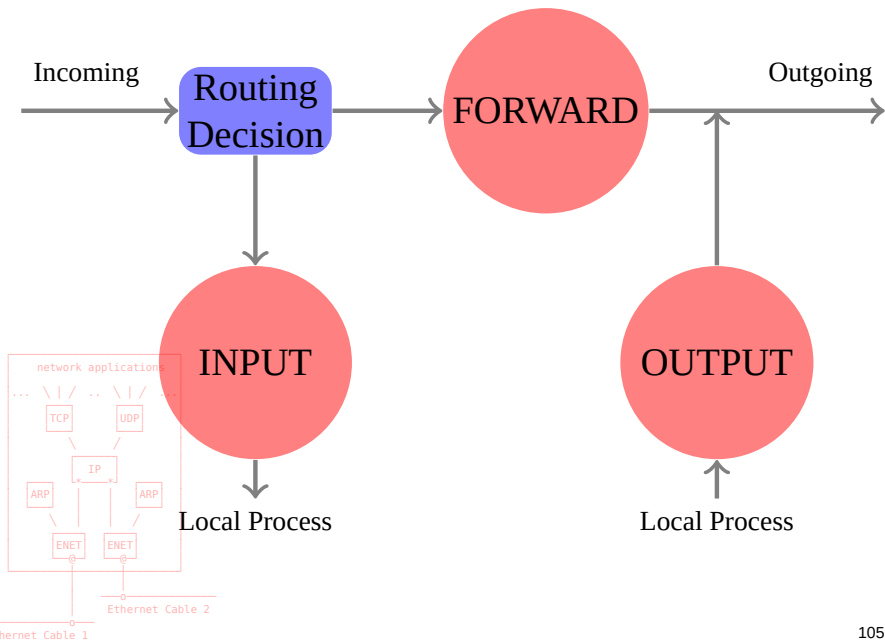 Incoming
Routing
Decision
FORWARD
Outgoing
INPUT
OUTPUT
network applications
... \ | / .. \ | / ...
TCP UDP
IP
* *
ARP ARP
ENET ENET
@ @
o
Ethernet Cable 2
o
Cable 1
Local Process
Local Process
105